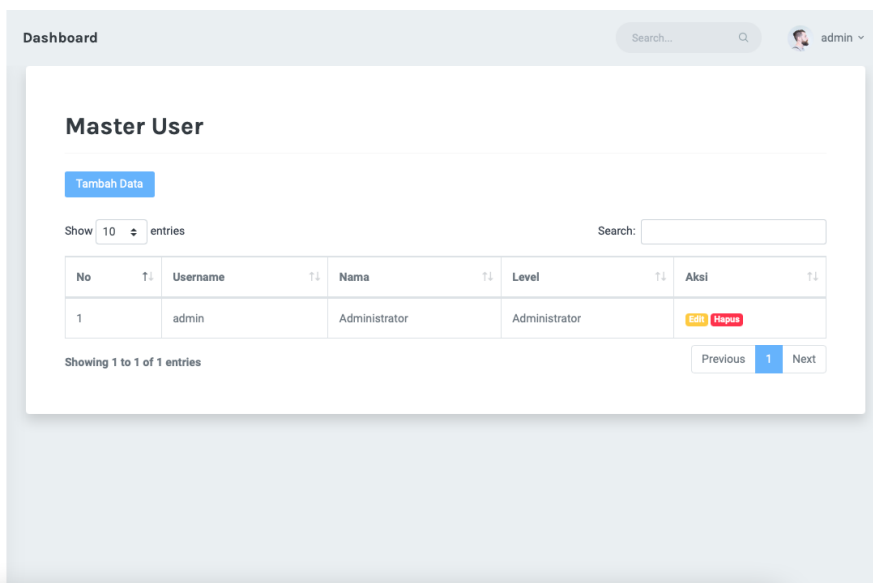 Dashboard Search... admin
Master User
Tambah Data
Show 10 entries Search:
No Username Nama Level Aksi
1 admin Administrator Administrator Edit Hapus
Showing 1 to 1 of 1 entries Previous 1 Next